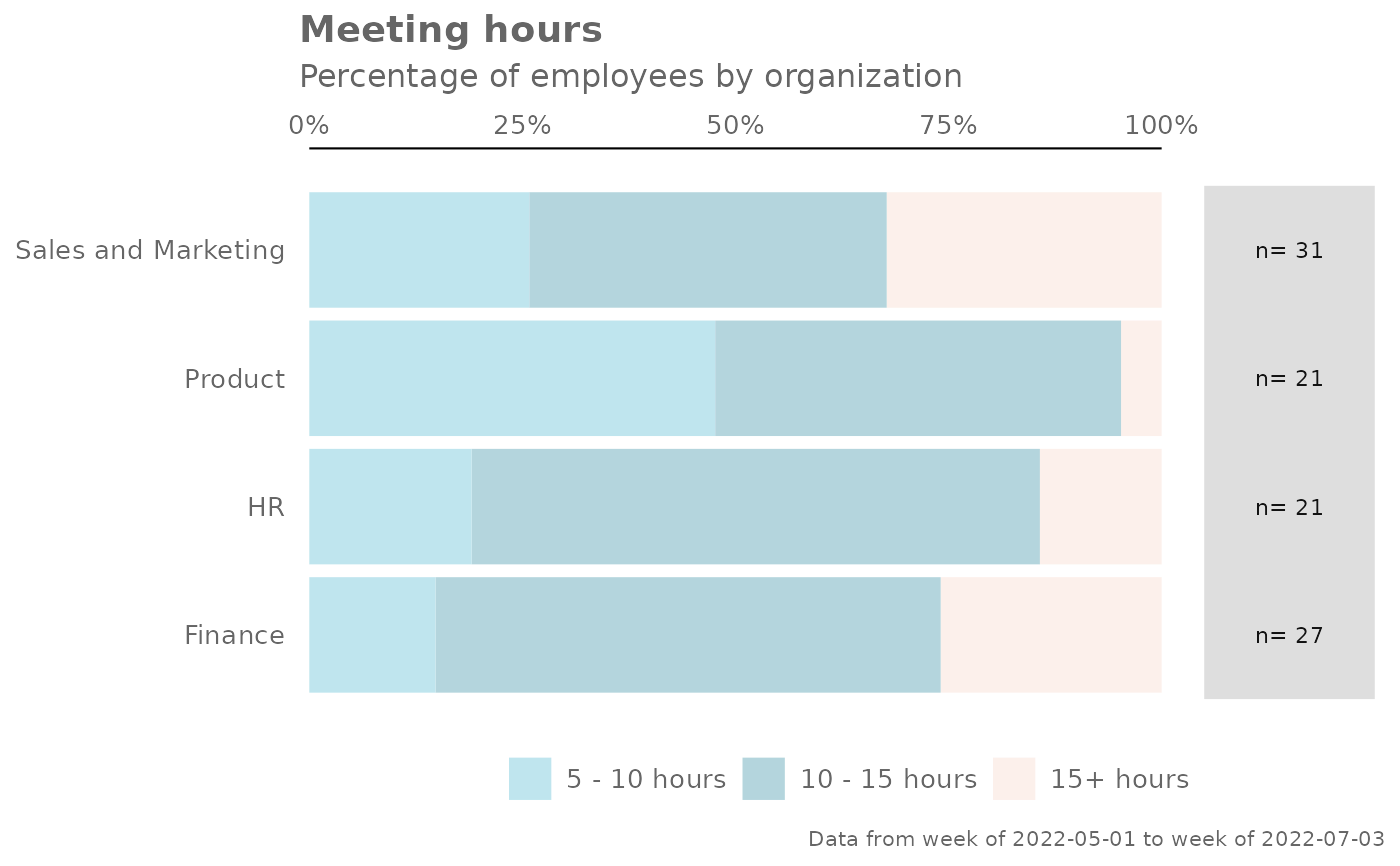 Meeting hours
Percentage of employees by organization
0% 25% 50% 75% 100%
Sales and Marketing n= 31
Product n= 21
HR n= 21
Finance n= 27
5 - 10 hours 10 - 15 hours 15+ hours
Data from week of 2022-05-01 to week of 2022-07-03